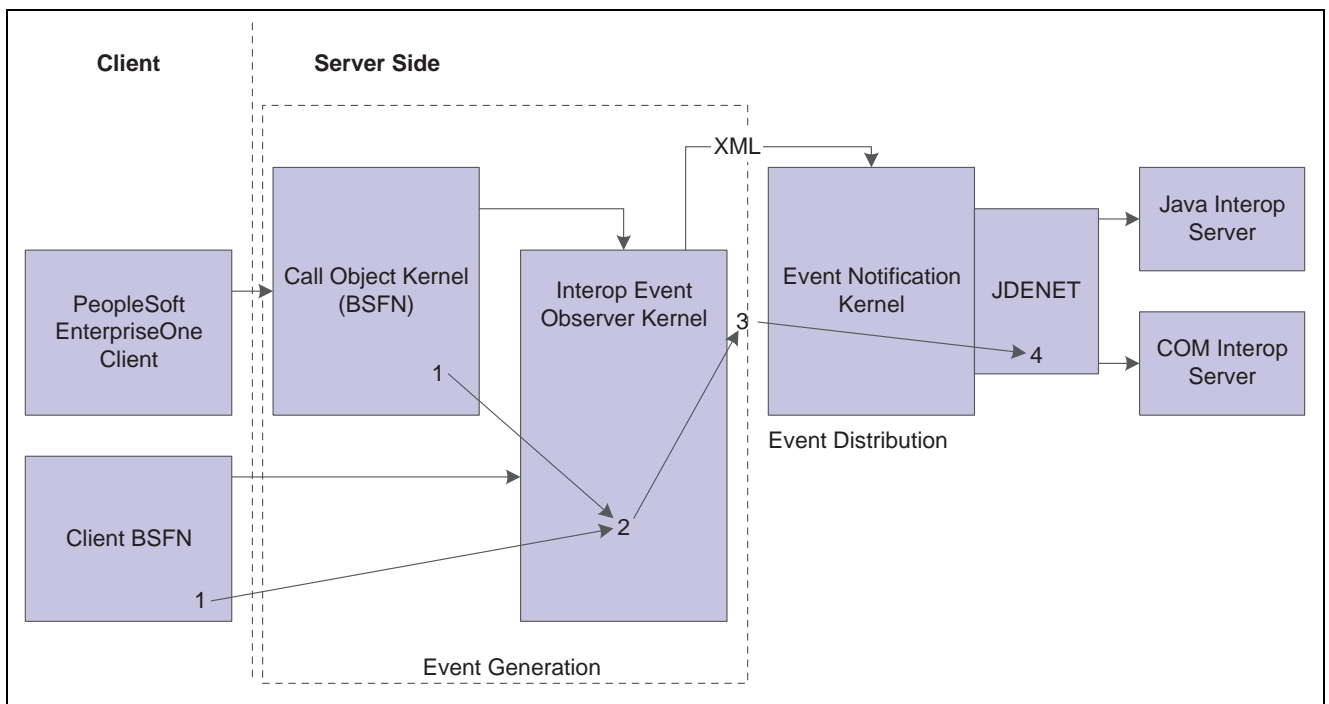 Client
Server Side
XML
Call Object Kernel
(BSFN)
1
Interop Event
Observer Kernel
2
3
Event Notification
Kernel
JDENET
4
Java Interop
Server
COM Interop
Server
PeopleSoft
EnterpriseOne
Client
Client BSFN
1
Event Distribution
Event Generation